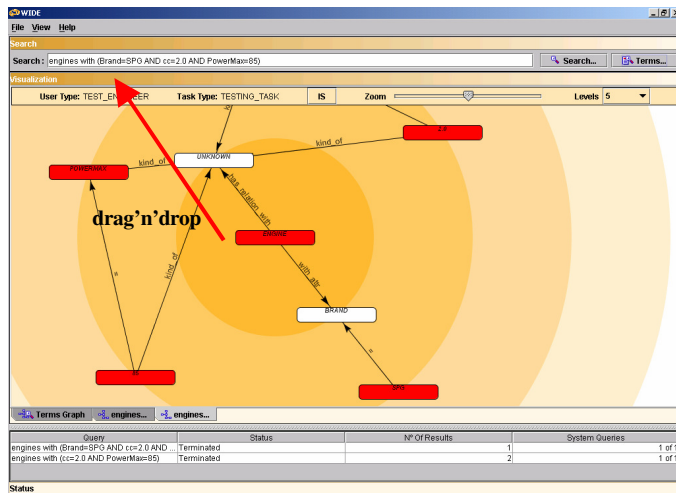 WIDE
File View Help
Search
Search : engines with (Brand=SPG AND cc=2.0 AND PowerMax=85) Search... Terms...
Visualization
User Type: TEST_EN EER Task Type: TESTING_TASK IS Zoom Levels 5
2.0
kind_of
UNKNOWN
kind_of
POWERMAX
has_relation_with
drag'n'drop
ENGINE
kind_of
=
with_attr
BRAND
=
85
SPG
Terms Graph engines... engines...
Query Status Nº Of Results System Queries
engines with (Brand=SPG AND cc=2.0 AND ... Terminated 1 1 of 1
engines with (cc=2.0 AND PowerMax=85) Terminated 2 1 of 1
Status